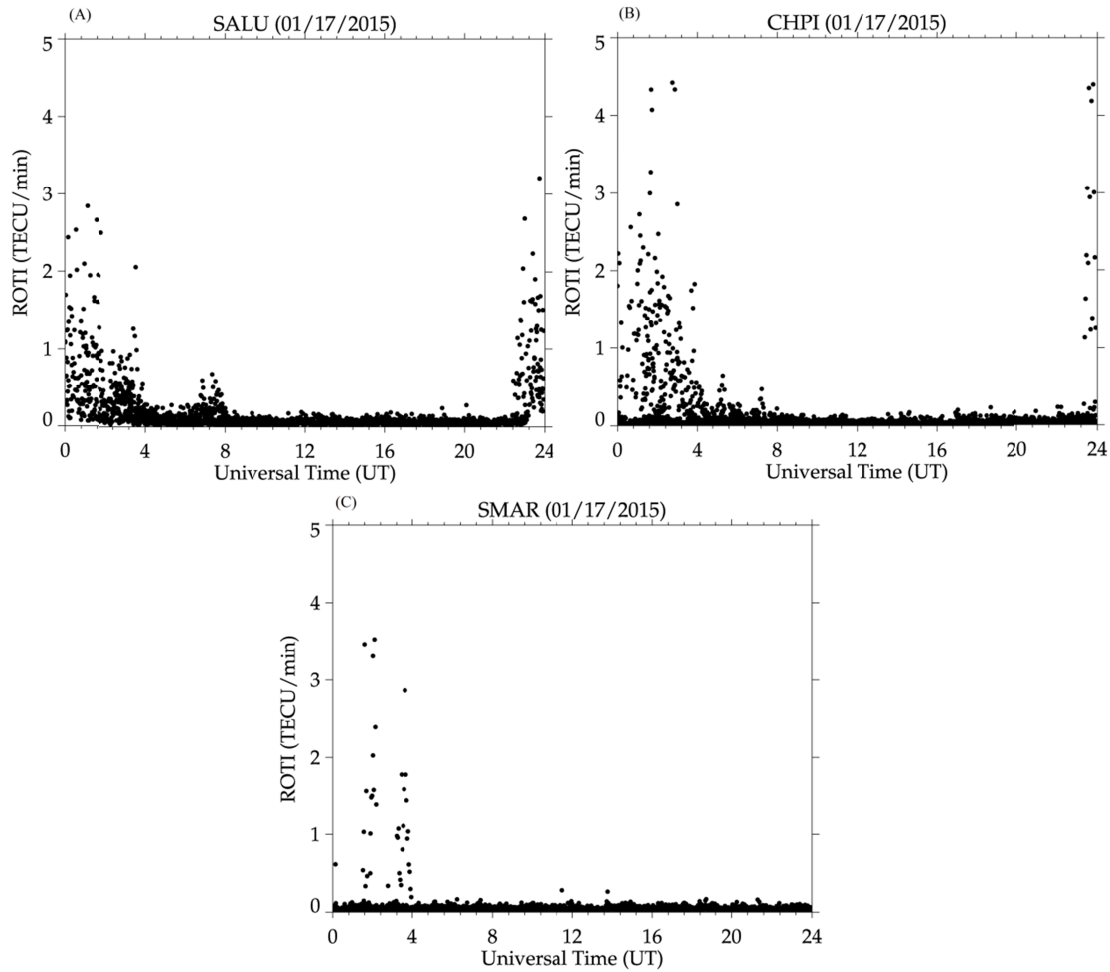 (A)
SALU (01/17/2015)
5
4
3
2
1
0
ROTI (TECU/min)
0 4 8 12 16 20 24
Universal Time (UT)
(B)
CHPI (01/17/2015)
5
4
3
2
1
0
ROTI (TECU/min)
0 4 8 12 16 20 24
Universal Time (UT)
(C)
SMAR (01/17/2015)
5
4
3
2
1
0
ROTI (TECU/min)
0 4 8 12 16 20 24
Universal Time (UT)